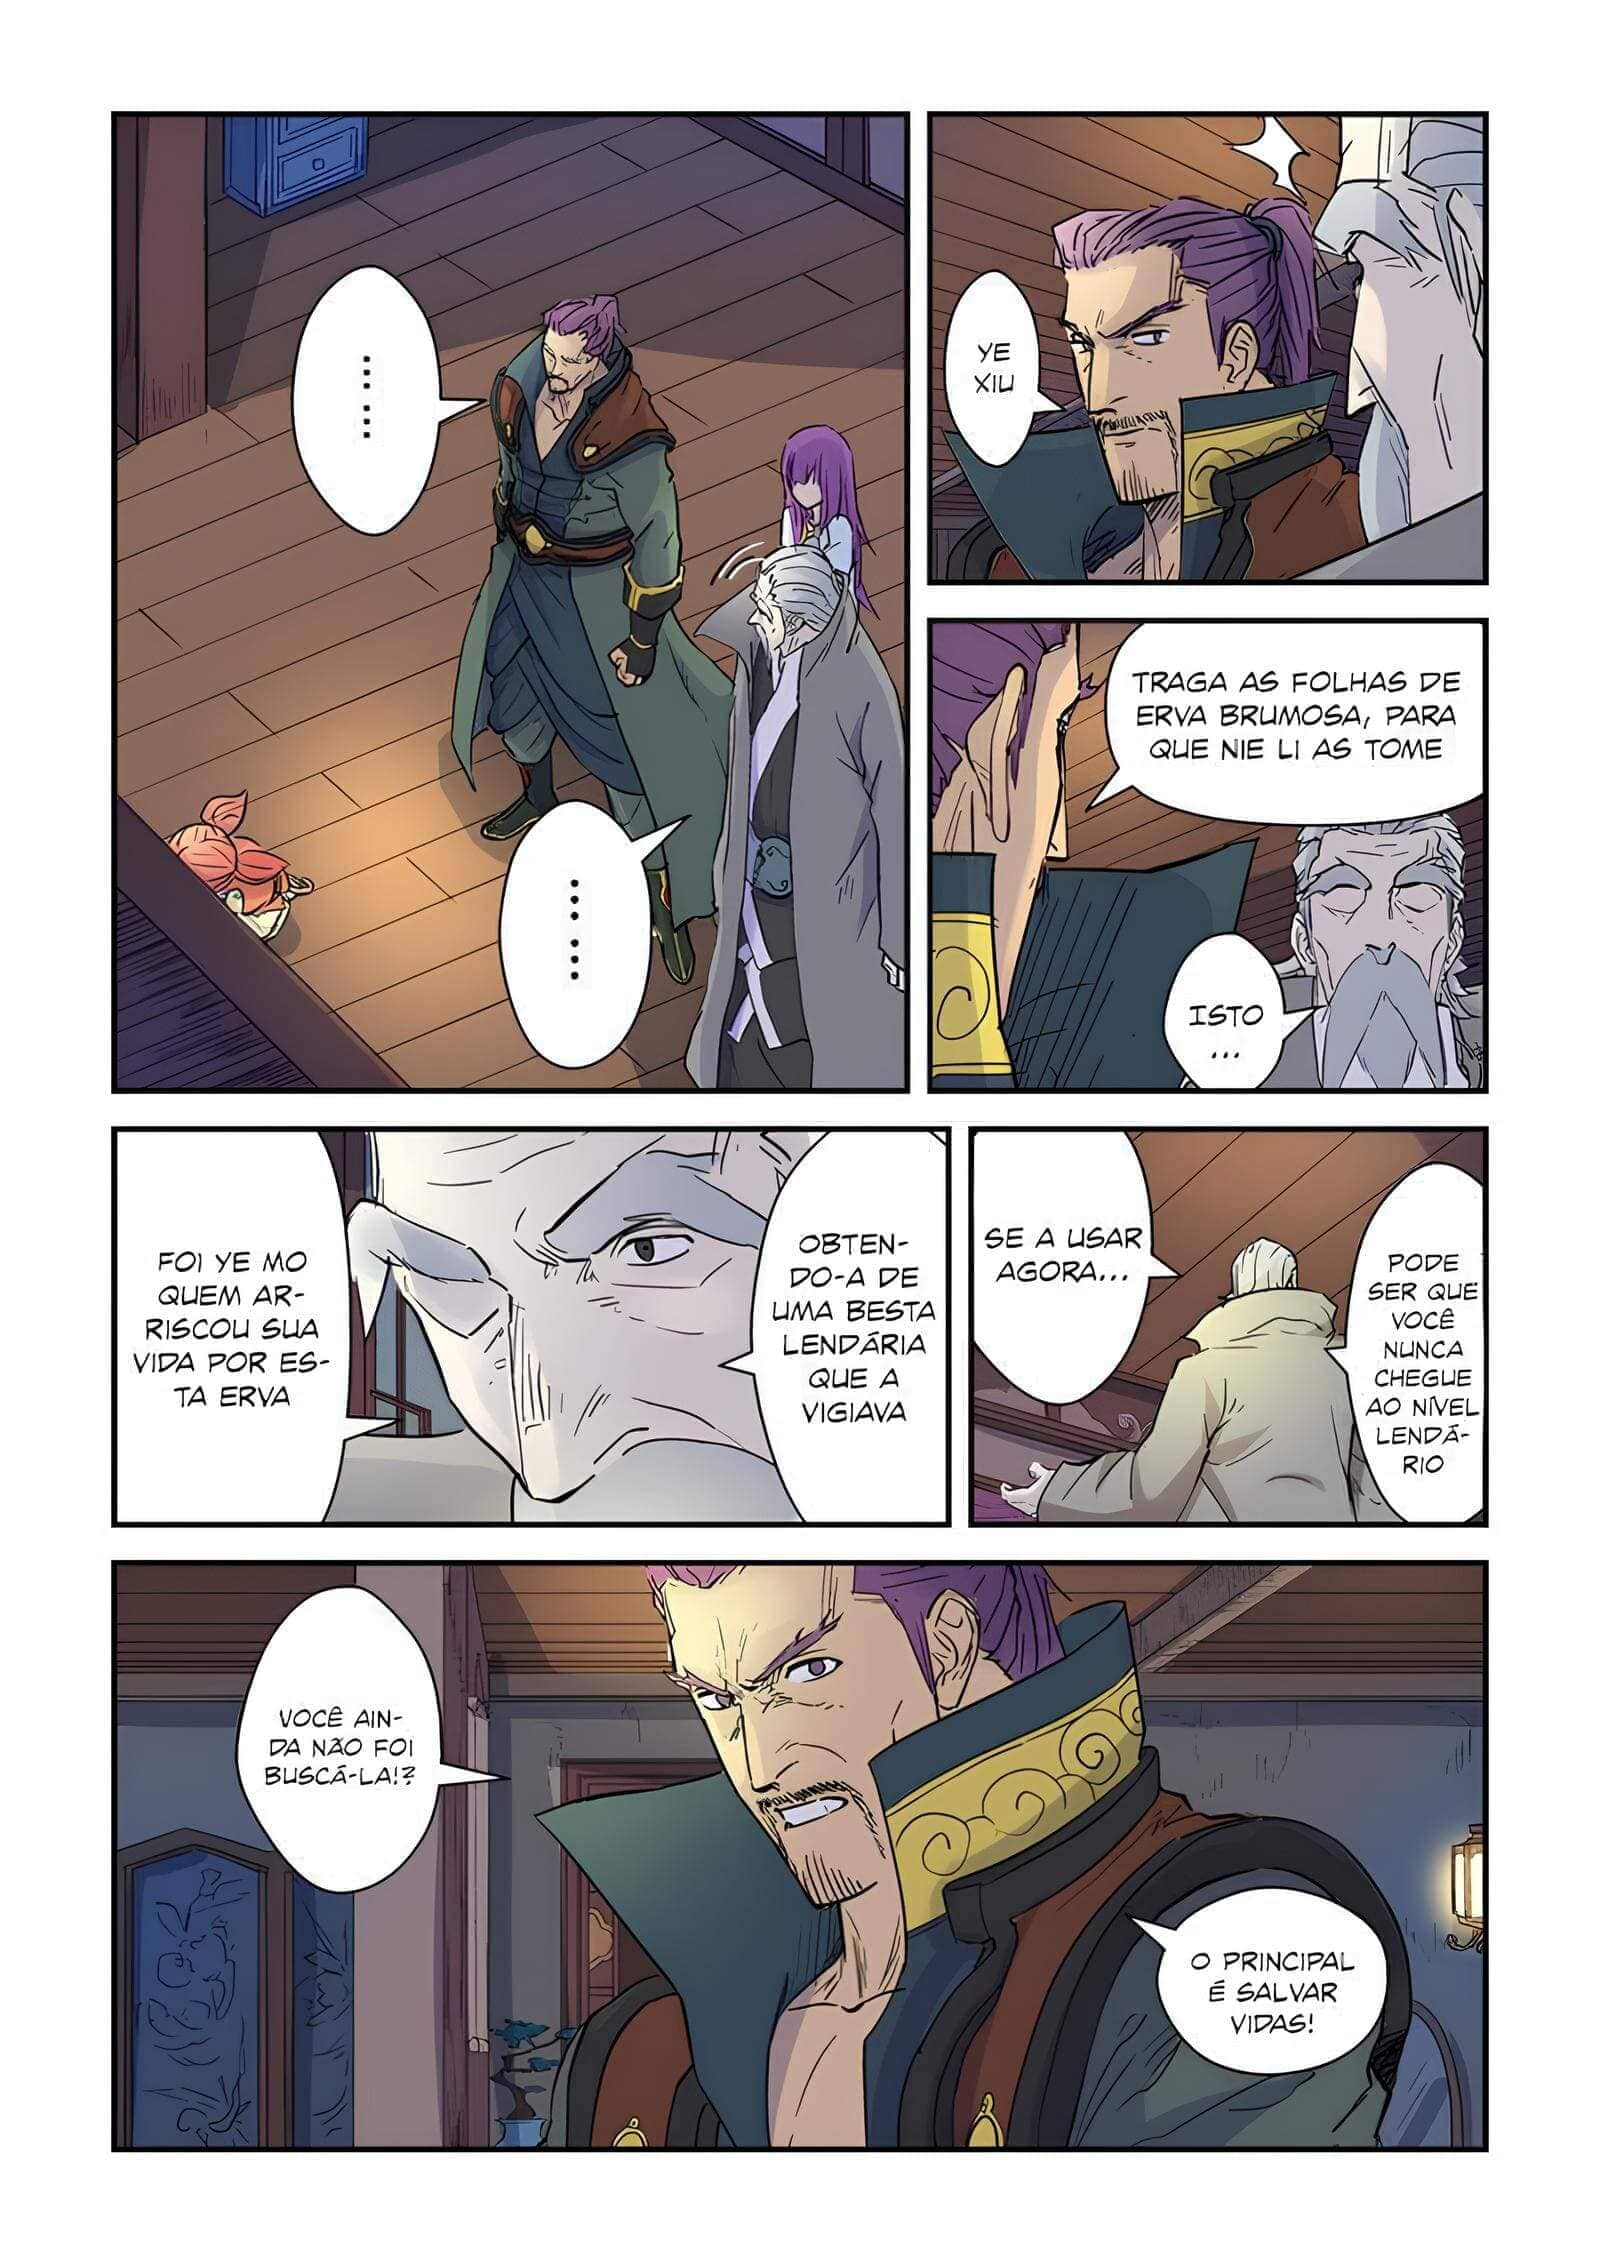 ......
......
YE
XIU
TRAGA AS FOLHAS DE
ERVA BRUMOSA, PARA
QUE NIE LI AS TOME
ISTO
...
FOI YE MO
QUEM AR-
RISCOU SUA
VIDA POR ES-
TA ERVA
OBTEN-
DO-A DE
UMA BESTA
LENDÁRIA
QUE A
VIGIAVA
SE A USAR
AGORA...
PODE
SER QUE
VOCÊ
NUNCA
CHEGUE
AO NÍVEL
LENDÁ-
RIO
VOCÊ AIN-
DA NÃO FOI
BUSCÁ-LA!?
O PRINCIPAL
É SALVAR
VIDAS!